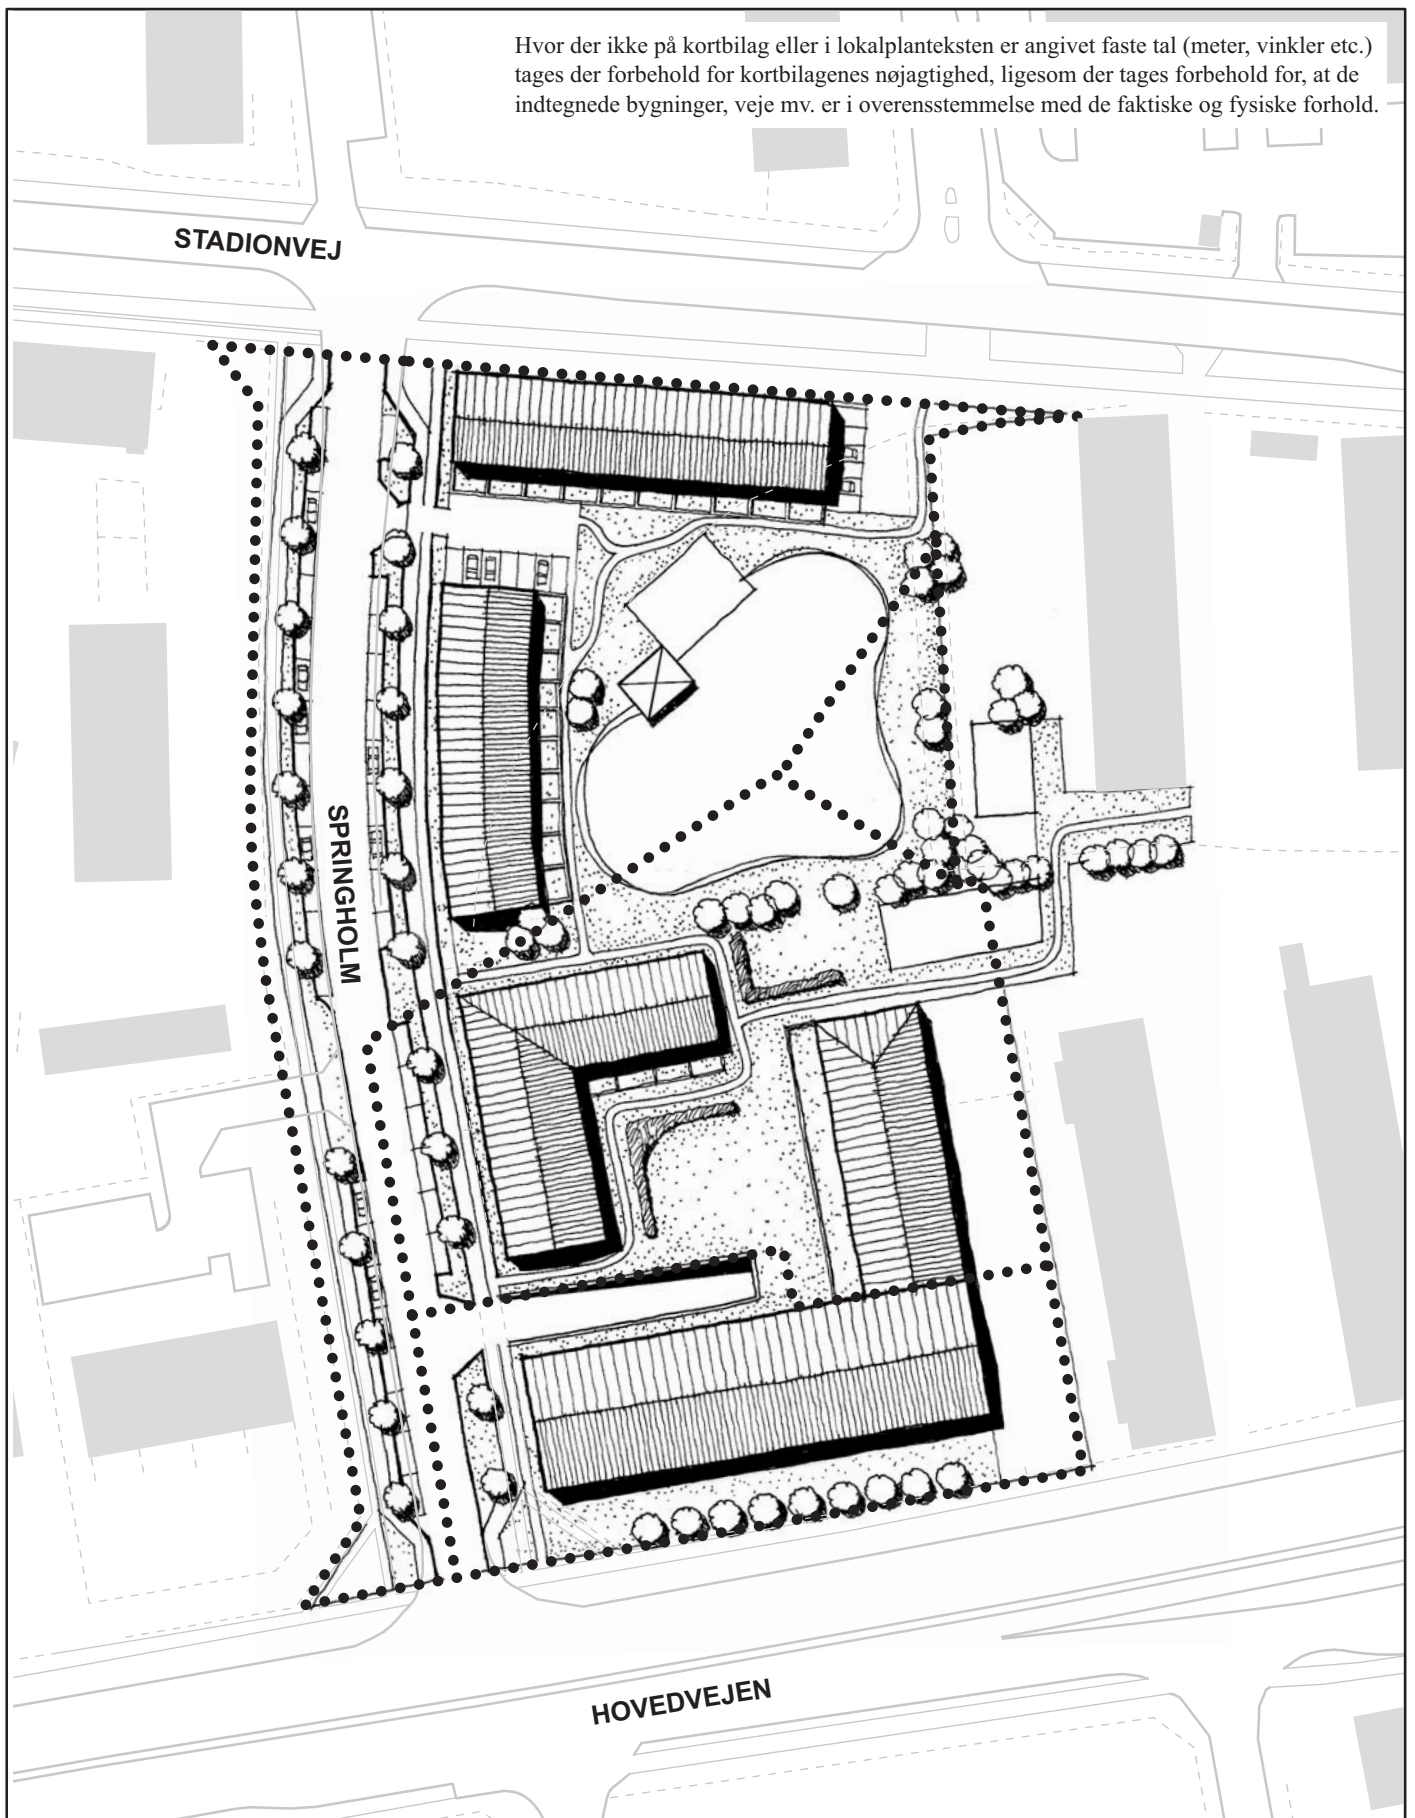 Hvor der ikke på kortbilag eller i lokalplanteksten er angivet faste tal (meter, vinkler etc.)
tages der forbehold for kortbilagenes nøjagtighed, ligesom der tages forbehold for, at de
indtegnede bygninger, veje mv. er i overensstemmelse med de faktiske og fysiske forhold.
STADIONVEJ
SPRINGHOLM
HOVEDVEJEN